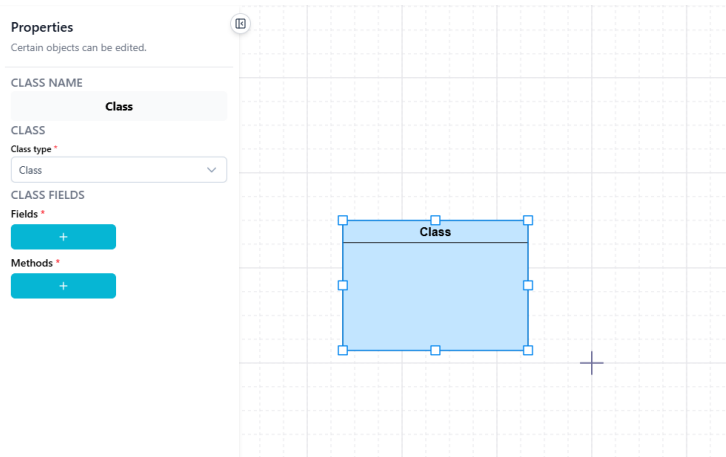 Properties
Certain objects can be edited.
CLASS NAME
Class
CLASS
Class type *
Class
CLASS FIELDS
Fields *
+
Methods *
+
Class